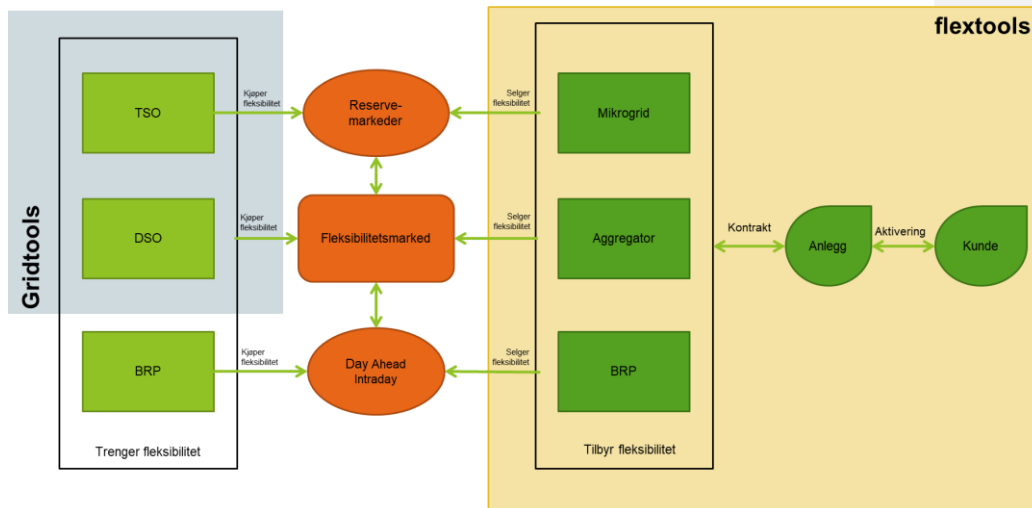 flextools
Gridtools
Kjøper
fleksibilitet
TSO
Reserve-
markeder
Selger
fleksibilitet
Mikrogrid
Kjøper
fleksibilitet
DSO
Fleksibilitetsmarked
Selger
fleksibilitet
Aggregator
Kontrakt
Anlegg
Aktivering
Kunde
Kjøper
fleksibilitet
BRP
Day Ahead
Intraday
Selger
fleksibilitet
BRP
Trenger fleksibilitet
Tilbyr fleksibilitet